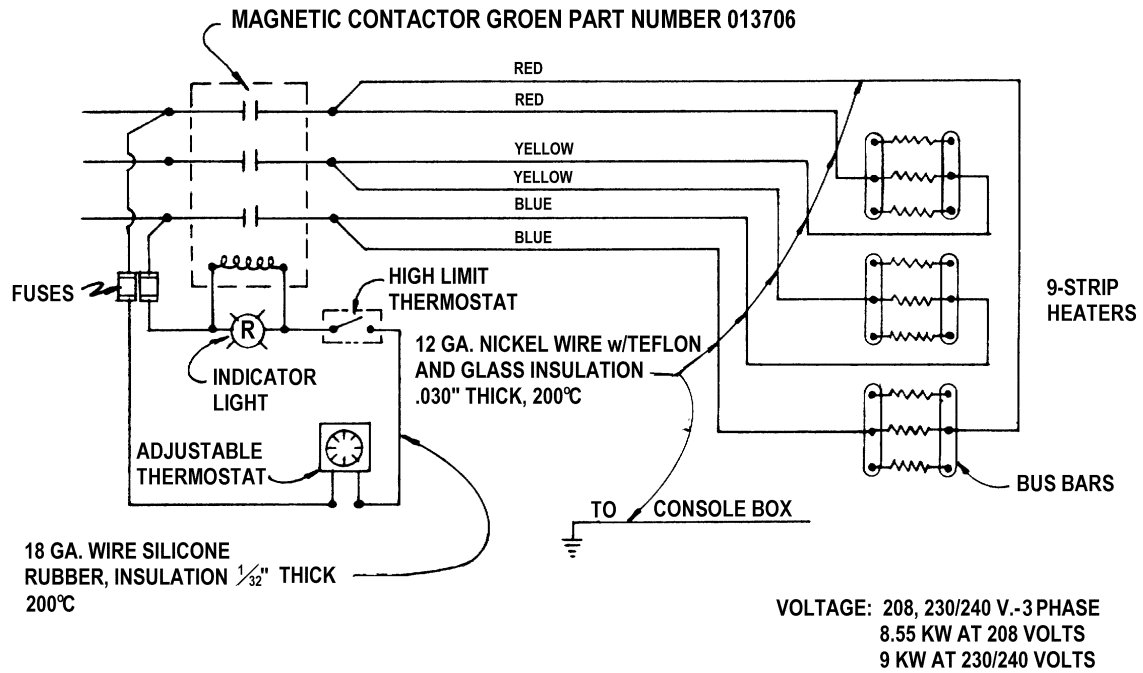 MAGNETIC CONTACTOR GROEN PART NUMBER 013706
RED
RED
YELLOW
YELLOW
BLUE
BLUE
FUSES
HIGH LIMIT
THERMOSTAT
9-STRIP
HEATERS
R
12 GA. NICKEL WIRE w/TEFLON
AND GLASS INSULATION
.030" THICK, 200°C
INDICATOR
LIGHT
ADJUSTABLE
THERMOSTAT
BUS BARS
TO CONSOLE BOX
18 GA. WIRE SILICONE
RUBBER, INSULATION 1/32" THICK
200°C
VOLTAGE: 208, 230/240 V.-3 PHASE
8.55 KW AT 208 VOLTS
9 KW AT 230/240 VOLTS